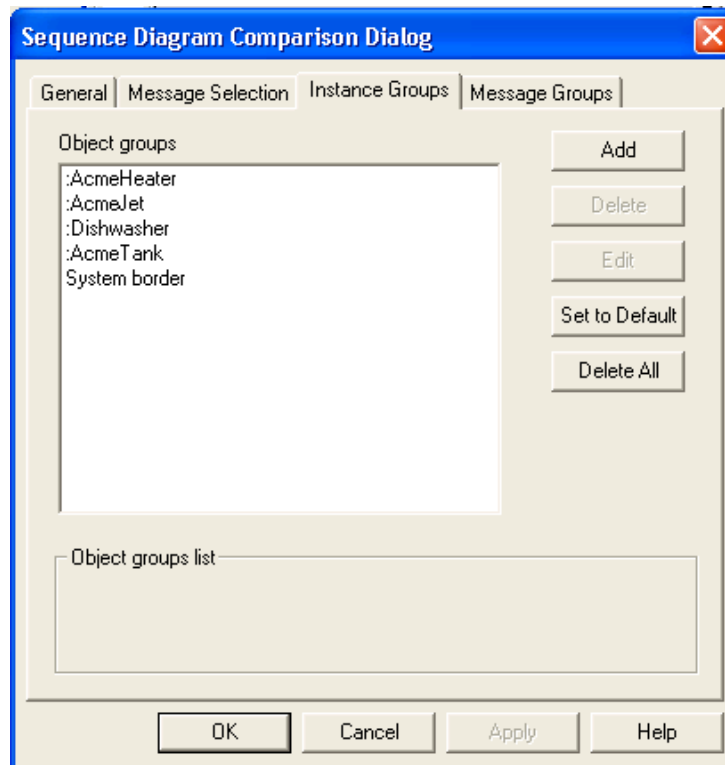 Sequence Diagram Comparison Dialog
General Message Selection Instance Groups Message Groups
Object groups
:AcmeHeater
:AcmeJet
:Dishwasher
:AcmeTank
System border
Add
Delete
Edit
Set to Default
Delete All
Object groups list
OK Cancel Apply Help